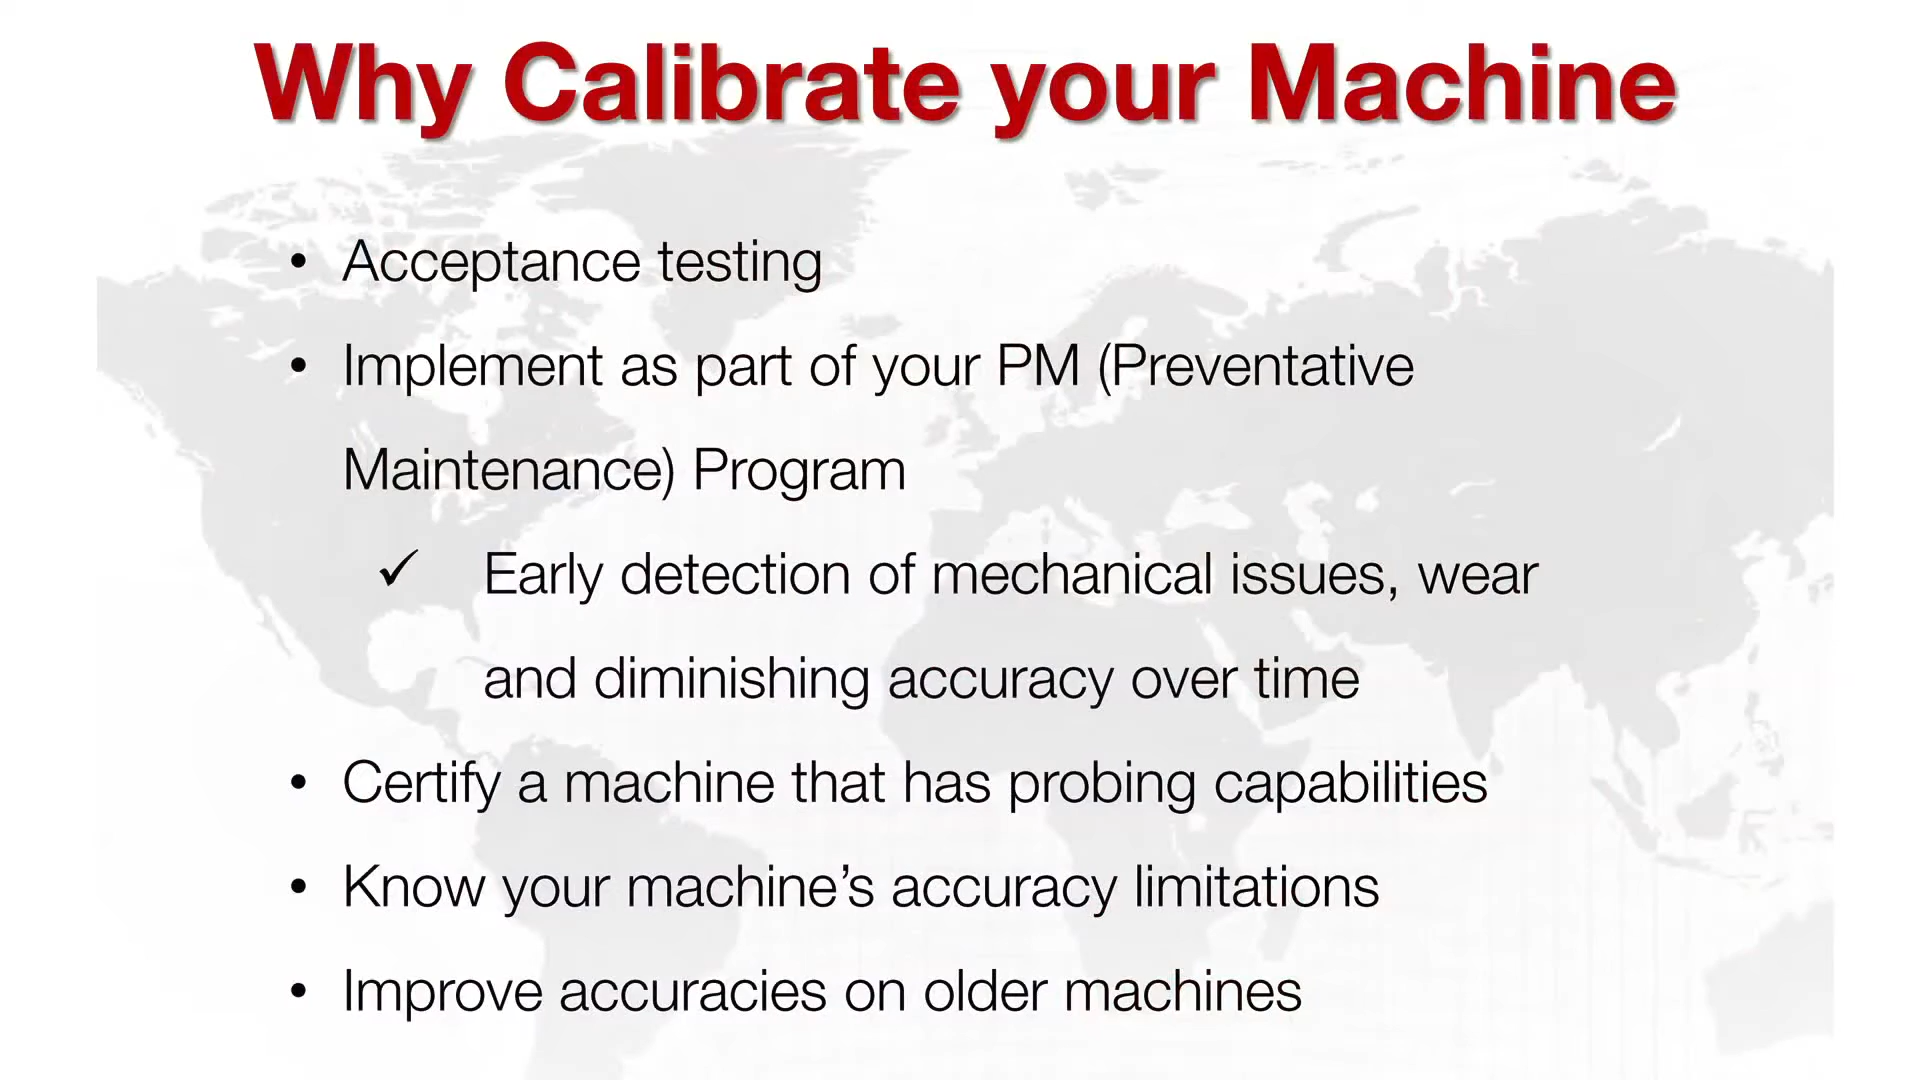 Why Calibrate your Machine
• Acceptance testing
• Implement as part of your PM (Preventative
Maintenance) Program
✓ Early detection of mechanical issues, wear
and diminishing accuracy over time
• Certify a machine that has probing capabilities
• Know your machine’s accuracy limitations
• Improve accuracies on older machines